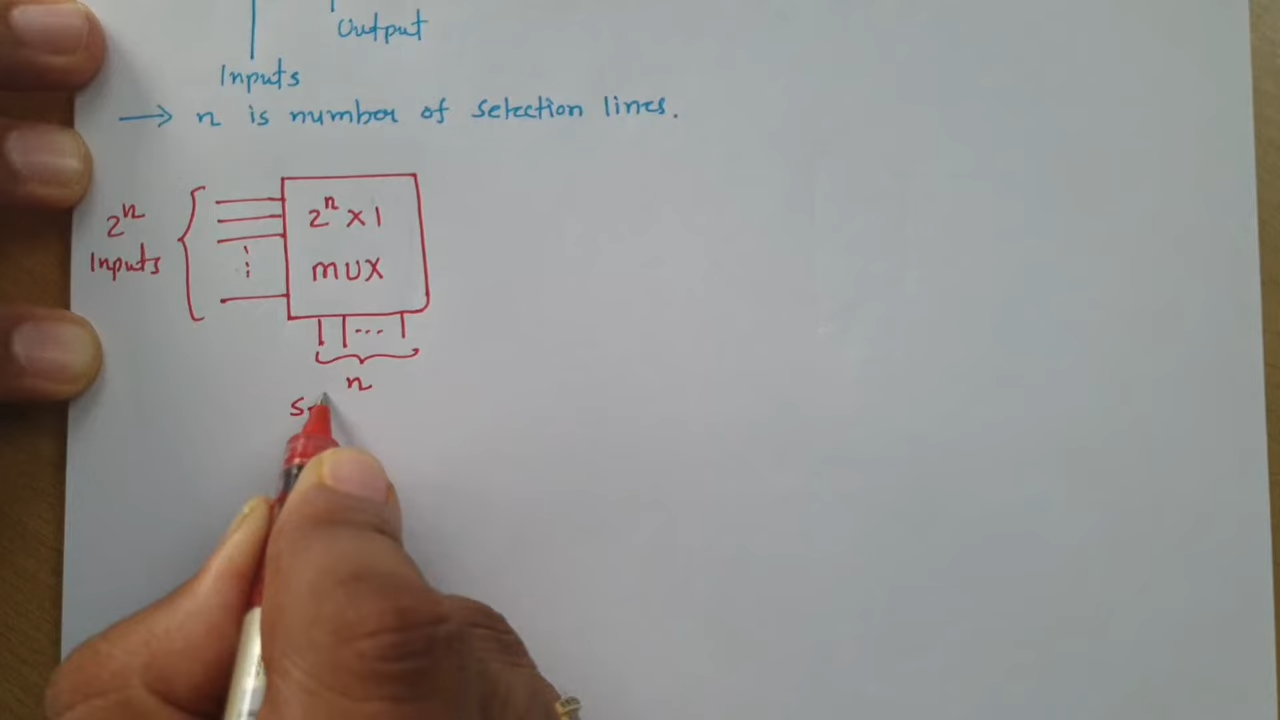 Output
Inputs
→ n is number of selection lines.
2ⁿ
Inputs
2ⁿ x 1
MUX
...
n
S